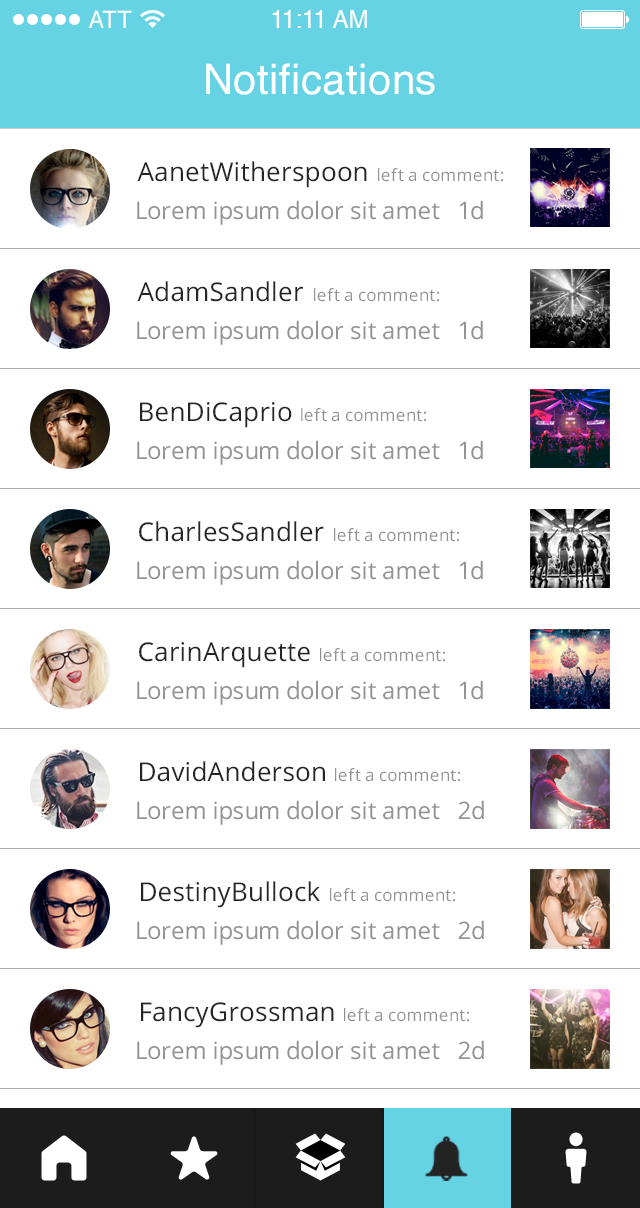 ATT 11:11 AM
Notifications
AanetWitherspoon left a comment:
Lorem ipsum dolor sit amet 1d
AdamSandler left a comment:
Lorem ipsum dolor sit amet 1d
BenDiCaprio left a comment:
Lorem ipsum dolor sit amet 1d
CharlesSandler left a comment:
Lorem ipsum dolor sit amet 1d
CarinArquette left a comment:
Lorem ipsum dolor sit amet 1d
DavidAnderson left a comment:
Lorem ipsum dolor sit amet 2d
DestinyBullock left a comment:
Lorem ipsum dolor sit amet 2d
FancyGrossman left a comment:
Lorem ipsum dolor sit amet 2d